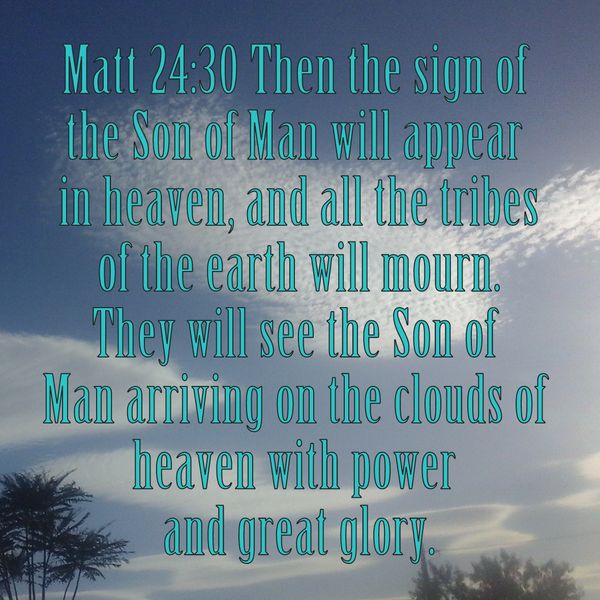 Matt 24:30 Then the sign of
the Son of Man will appear
in heaven, and all the tribes
of the earth will mourn.
They will see the Son of
Man arriving on the clouds of
heaven with power
and great glory.